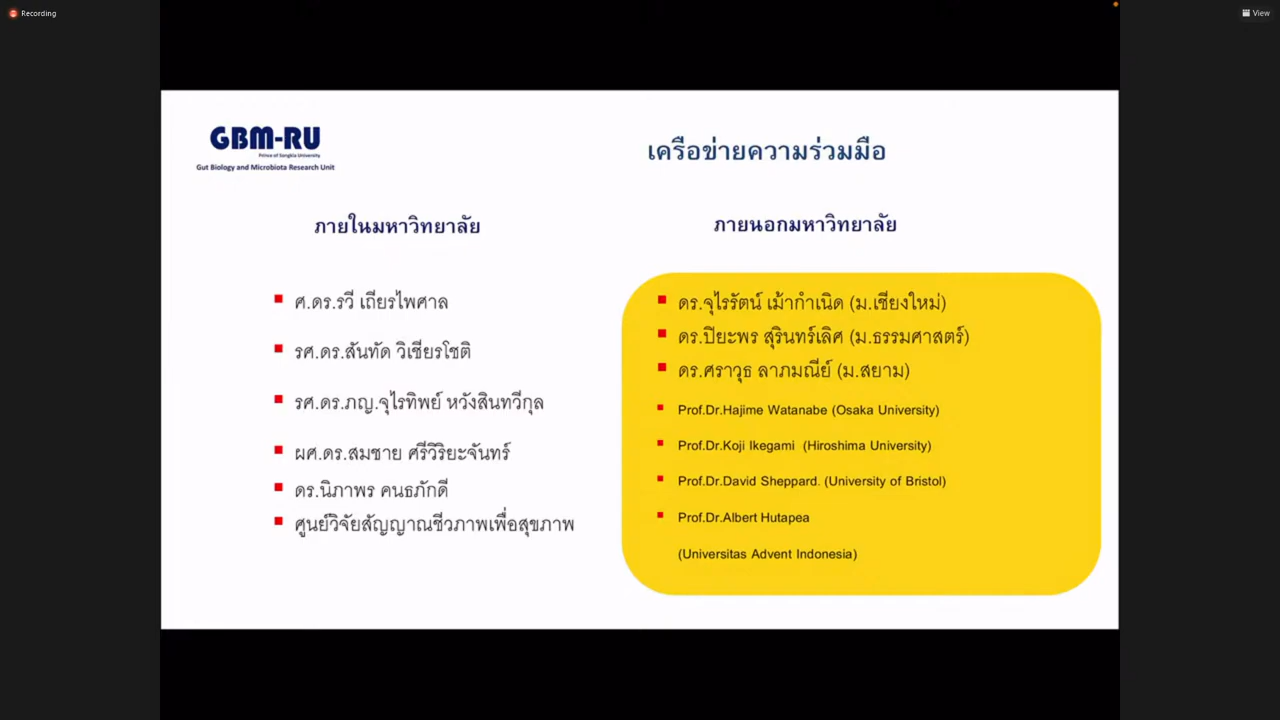 Recording
View
GBM-RU
Prince of Songkla University
Gut Biology and Microbiota Research Unit
เครือข่ายความร่วมมือ
ภายในมหาวิทยาลัย
ศ.ดร.รวี เถียรไพศาล
รศ.ดร.สันทัด วิเชียรโชติ
รศ.ดร.ภญ.จุไรทิพย์ หวังสินทวีกุล
ผศ.ดร.สมชาย ศรีวิริยะจันทร์
ดร.นิภาพร คนธภักดี
ศูนย์วิจัยสัญญาณชีวภาพเพื่อสุขภาพ
ภายนอกมหาวิทยาลัย
ดร.จุไรรัตน์ เม้ากำเนิด (ม.เชียงใหม่)
ดร.ปิยะพร สุรินทร์เลิศ (ม.ธรรมศาสตร์)
ดร.ศราวุธ ลาภมณีย์ (ม.สยาม)
Prof.Dr.Hajime Watanabe (Osaka University)
Prof.Dr.Koji Ikegami (Hiroshima University)
Prof.Dr.David Sheppard. (University of Bristol)
Prof.Dr.Albert Hutapea
(Universitas Advent Indonesia)